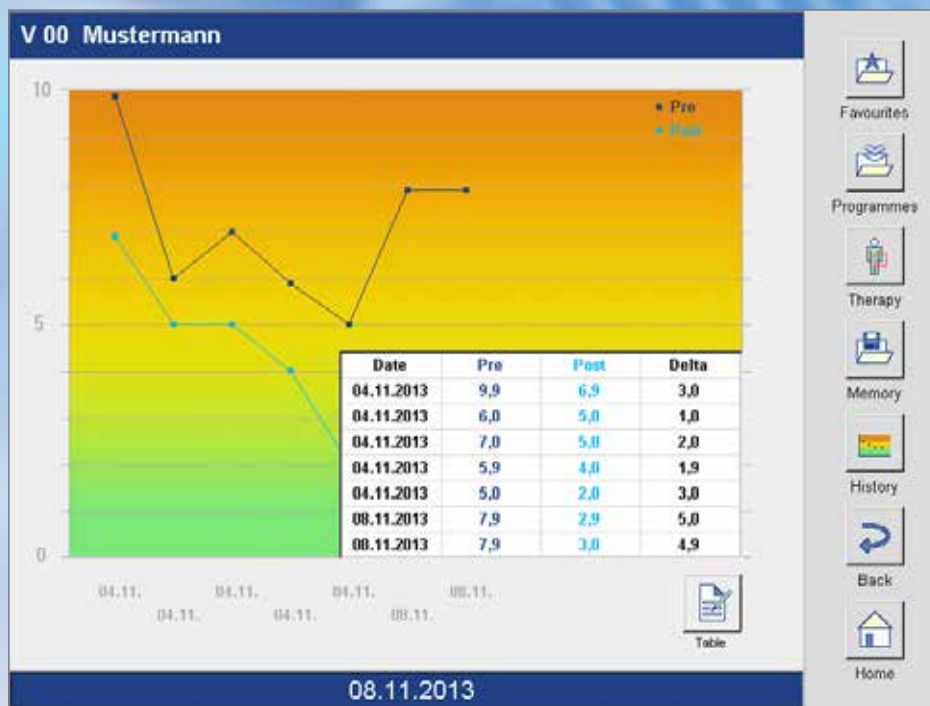 V 00 Mustermann
10
5
0
Pre
Post
Date Pre Post Delta
04.11.2013 9,9 6,9 3,0
04.11.2013 6,0 5,0 1,0
04.11.2013 7,0 5,0 2,0
04.11.2013 5,9 4,0 1,9
04.11.2013 5,0 2,0 3,0
08.11.2013 7,9 2,9 5,0
08.11.2013 7,9 3,0 4,9
04.11. 04.11. 04.11. 08.11.
04.11. 04.11. 08.11.
Table
08.11.2013
Favourites
Programmes
Therapy
Memory
History
Back
Home